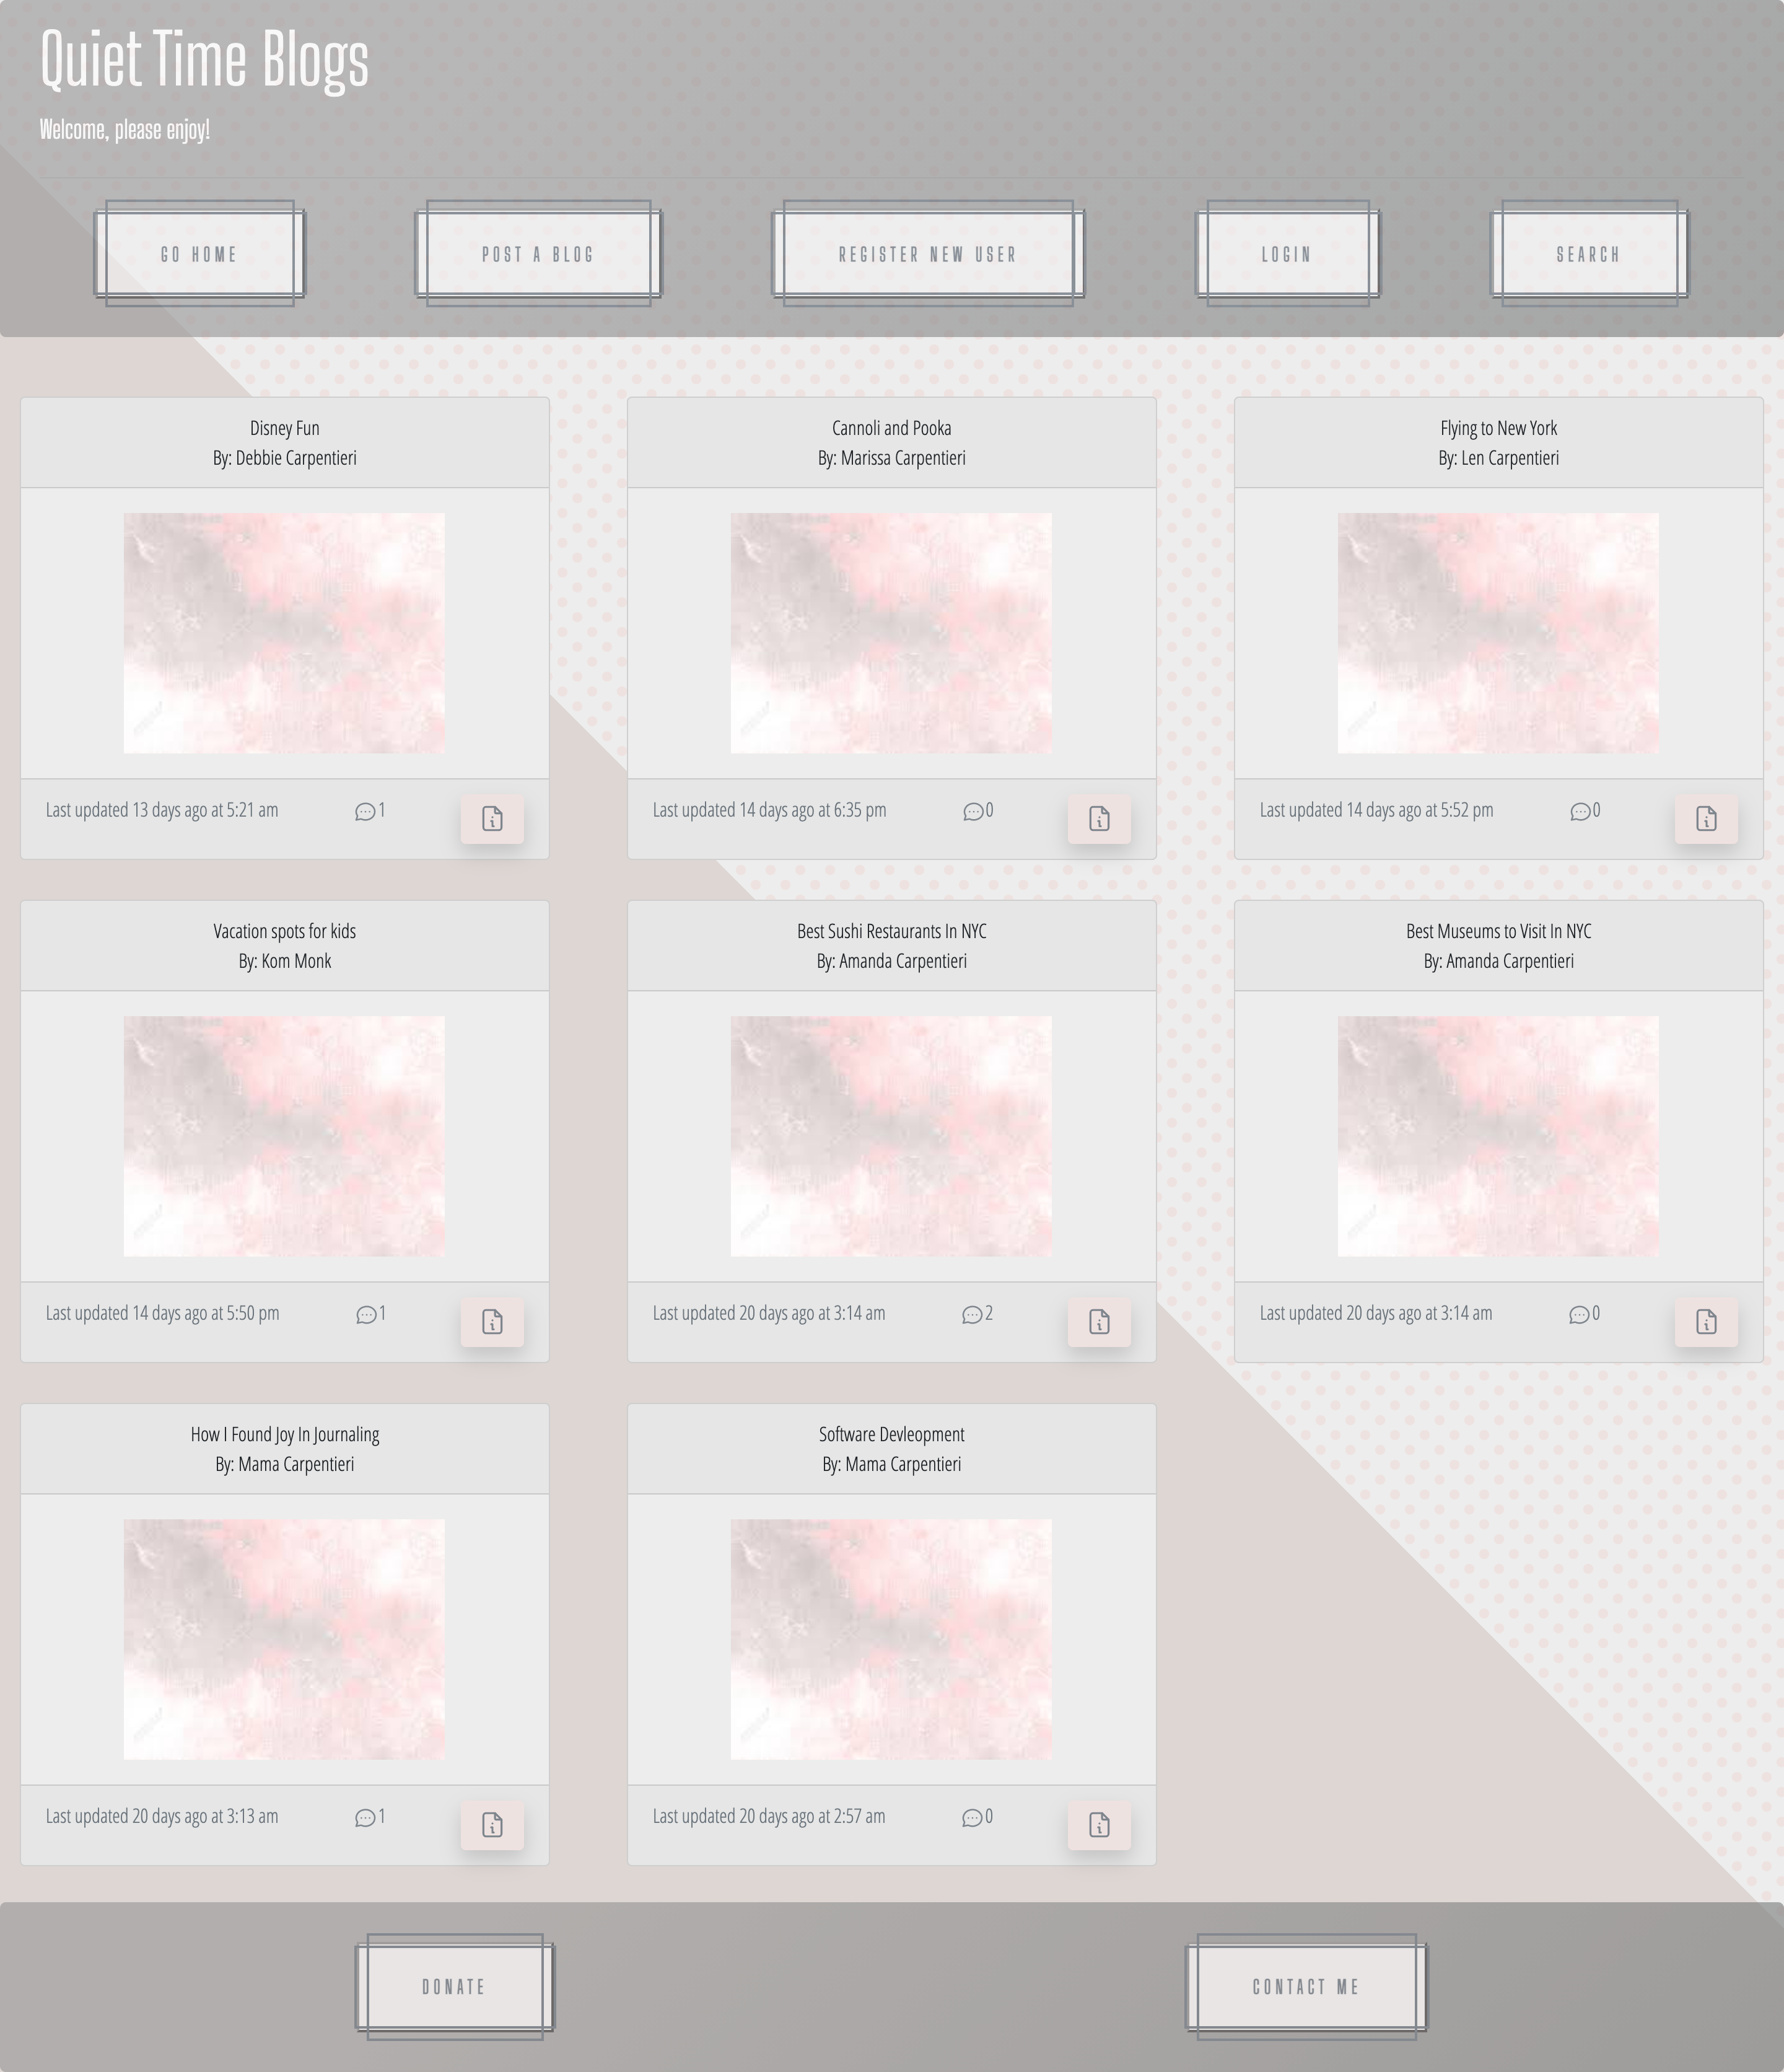 Quiet Time Blogs
Welcome, please enjoy!
GO HOME
POST A BLOG
REGISTER NEW USER
LOGIN
SEARCH
Disney Fun
By: Debbie Carpentieri
Last updated 13 days ago at 5:21 am
1
Cannoli and Pooka
By: Marissa Carpentieri
Last updated 14 days ago at 6:35 pm
0
Flying to New York
By: Len Carpentieri
Last updated 14 days ago at 5:52 pm
0
Vacation spots for kids
By: Kom Monk
Last updated 14 days ago at 5:50 pm
1
Best Sushi Restaurants In NYC
By: Amanda Carpentieri
Last updated 20 days ago at 3:14 am
2
Best Museums to Visit In NYC
By: Amanda Carpentieri
Last updated 20 days ago at 3:14 am
0
How I Found Joy In Journaling
By: Mama Carpentieri
Last updated 20 days ago at 3:13 am
1
Software Devleopment
By: Mama Carpentieri
Last updated 20 days ago at 2:57 am
0
DONATE
CONTACT ME